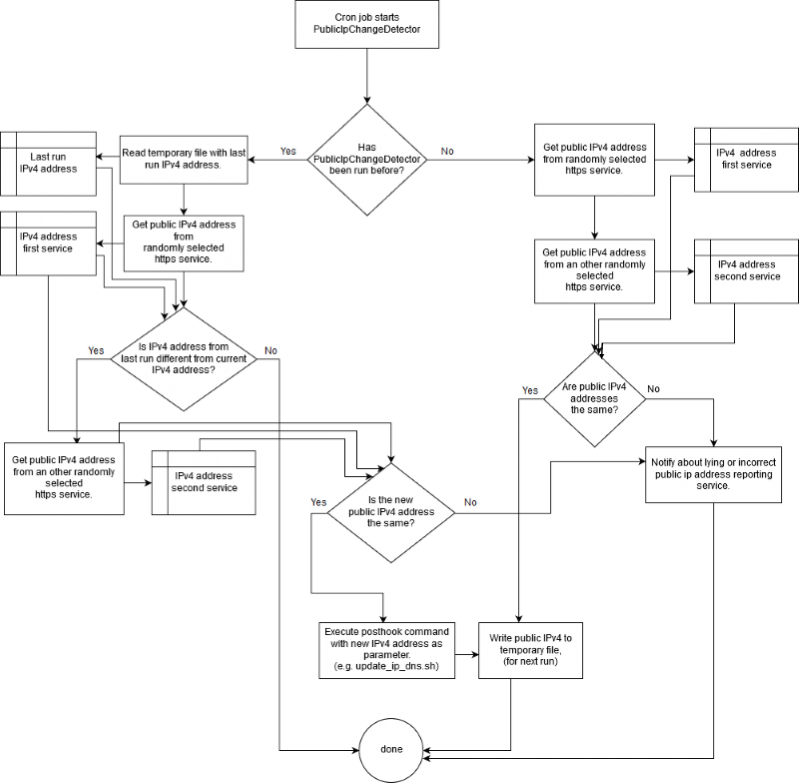 Cron job starts
PublicIpChangeDetector
Has
PublicIpChangeDetector
been run before?
Yes
No
Read temporary file with last
run IPv4 address.
Last run
IPv4 address
Get public IPv4 address
from
randomly selected
https service.
IPv4 address
first service
Get public IPv4 address
from randomly selected
https service.
IPv4 address
first service
Get public IPv4 address
from an other randomly
selected
https service.
IPv4 address
second service
Is IPv4 address from
last run different from current
IPv4 address?
Yes
No
Are public IPv4
addresses
the same?
Yes
No
Get public IPv4 address
from an other randomly
selected
https service.
IPv4 address
second service
Is the new
public IPv4 address
the same?
Yes
No
Notify about lying or incorrect
public ip address reporting
service.
Execute posthook command
with new IPv4 address as
parameter.
(e.g. update_ip_dns.sh)
Write public IPv4 to
temporary file,
(for next run)
done